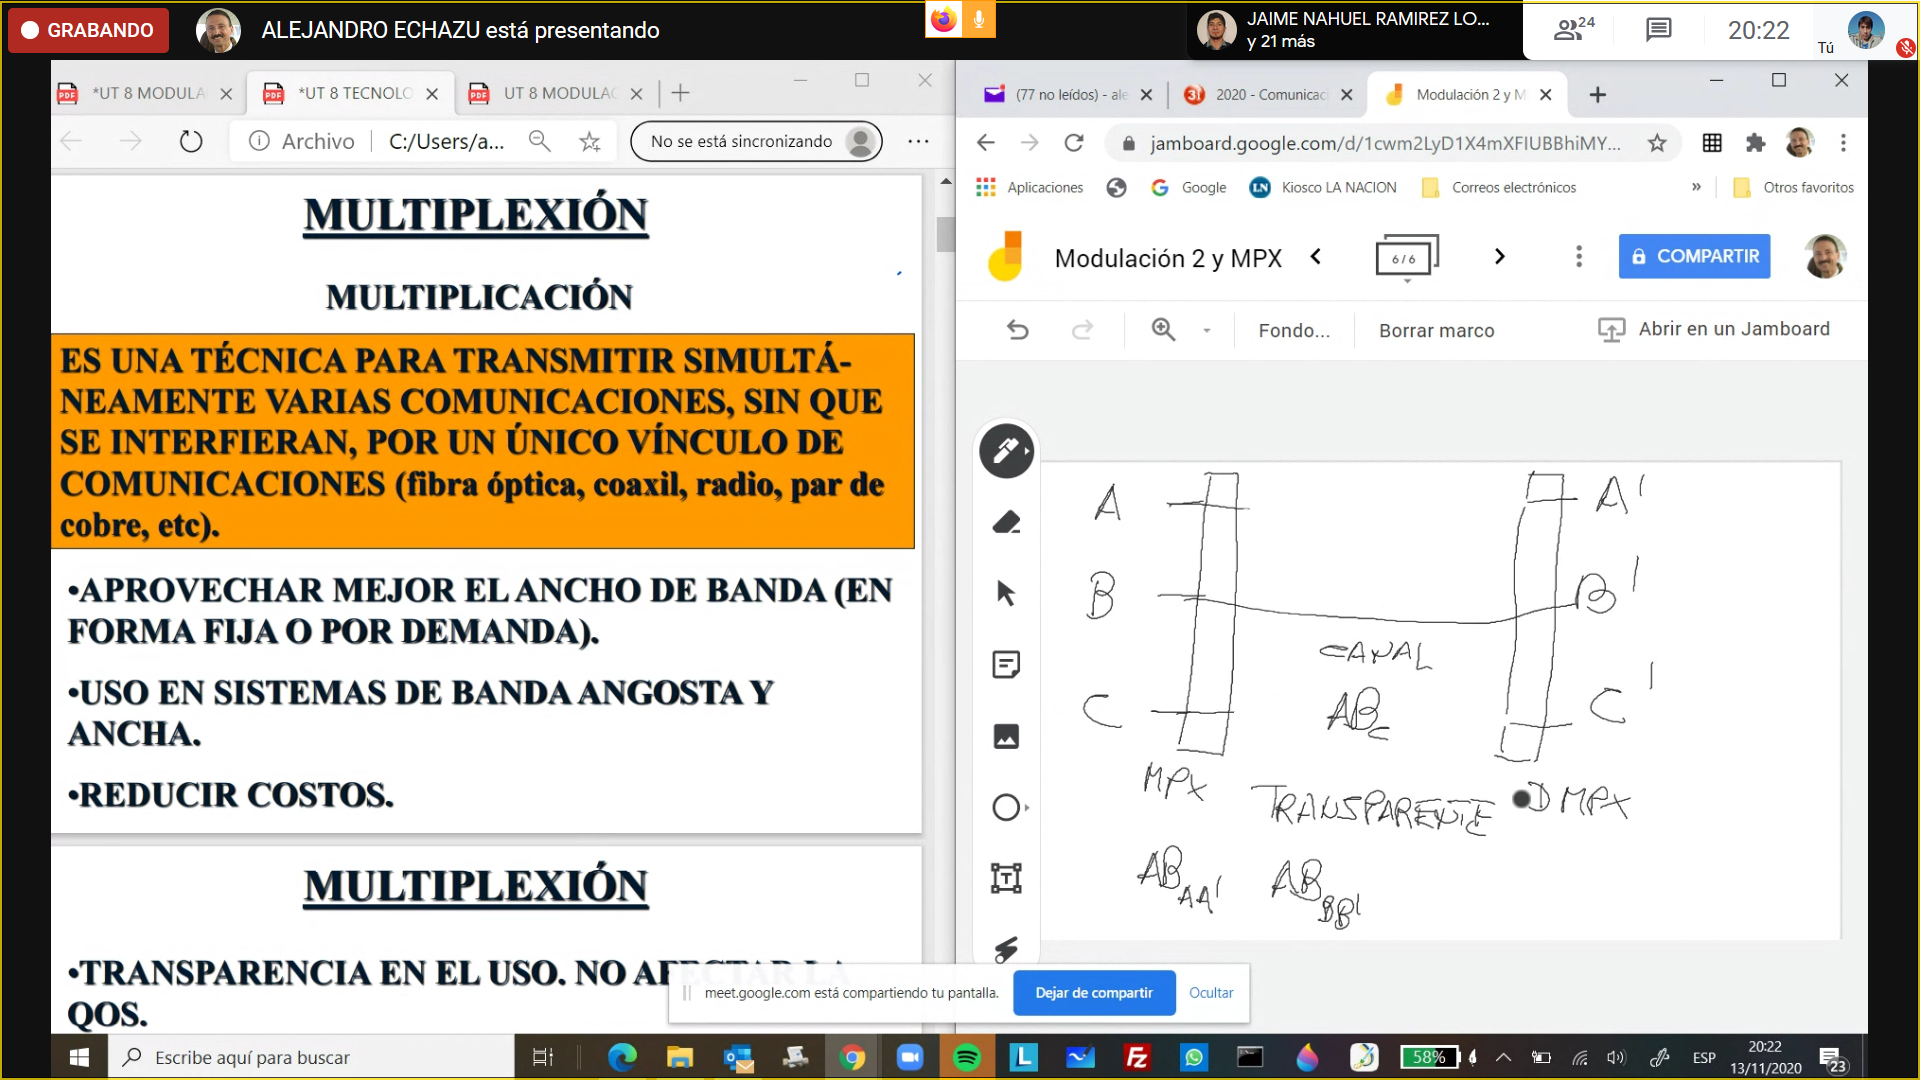 GRABANDO
ALEJANDRO ECHAZU está presentando
JAIME NAHUEL RAMIREZ LO...
y 21 más
24
20:22
Tú
*UT 8 MODULA
*UT 8 TECNOLO
UT 8 MODULAC
Archivo
C:/Users/a...
No se está sincronizando
MULTIPLEXIÓN
MULTIPLICACIÓN
ES UNA TÉCNICA PARA TRANSMITIR SIMULTÁ-
NEAMENTE VARIAS COMUNICACIONES, SIN QUE
SE INTERFIERAN, POR UN ÚNICO VÍNCULO DE
COMUNICACIONES (fibra óptica, coaxil, radio, par de
cobre, etc).
•APROVECHAR MEJOR EL ANCHO DE BANDA (EN
FORMA FIJA O POR DEMANDA).
•USO EN SISTEMAS DE BANDA ANGOSTA Y
ANCHA.
•REDUCIR COSTOS.
MULTIPLEXIÓN
•TRANSPARENCIA EN EL USO. NO AFECTAR LA
QOS.
(77 no leídos) - ale
2020 - Comunicac
Modulación 2 y M
jamboard.google.com/d/1cwm2LyD1X4mXFIUBBhiMY...
Aplicaciones
Google
Kiosco LA NACION
Correos electrónicos
»
Otros favoritos
Modulación 2 y MPX
6/6
COMPARTIR
Fondo...
Borrar marco
Abrir en un Jamboard
A
A'
B
B'
CANAL
C
AB C
C'
MPX
TRANSPARENTE
DMPX
AB AA'
AB BB'
meet.google.com está compartiendo tu pantalla.
Dejar de compartir
Ocultar
Escribe aquí para buscar
58%
ESP
20:22
13/11/2020
23